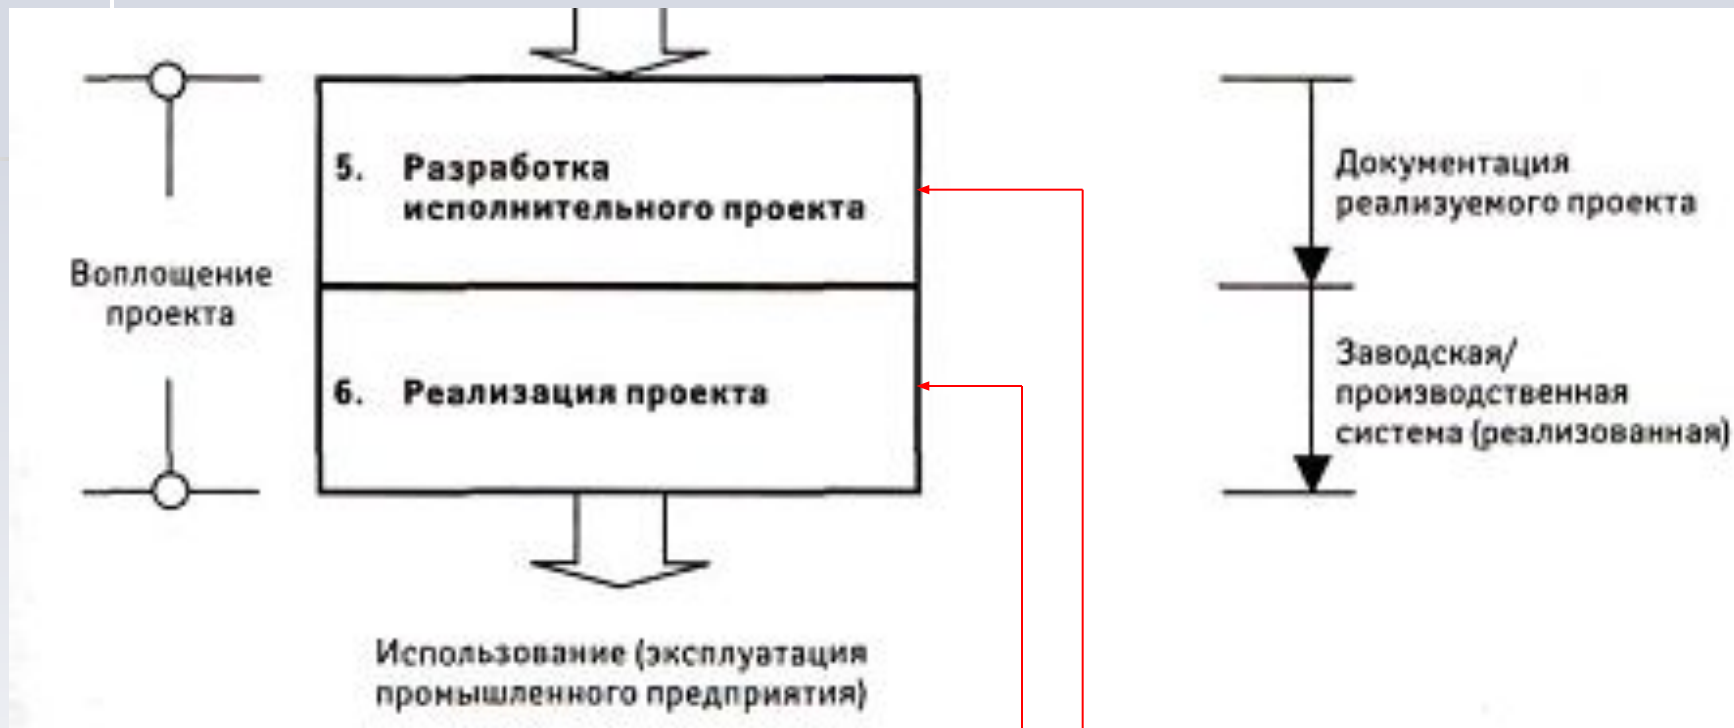 5. Разработка
исполнительного проекта
Документация
реализуемого проекта
Воплощение
проекта
6. Реализация проекта
Заводская/
производственная
система (реализованная)
Использование (эксплуатация
промышленного предприятия)